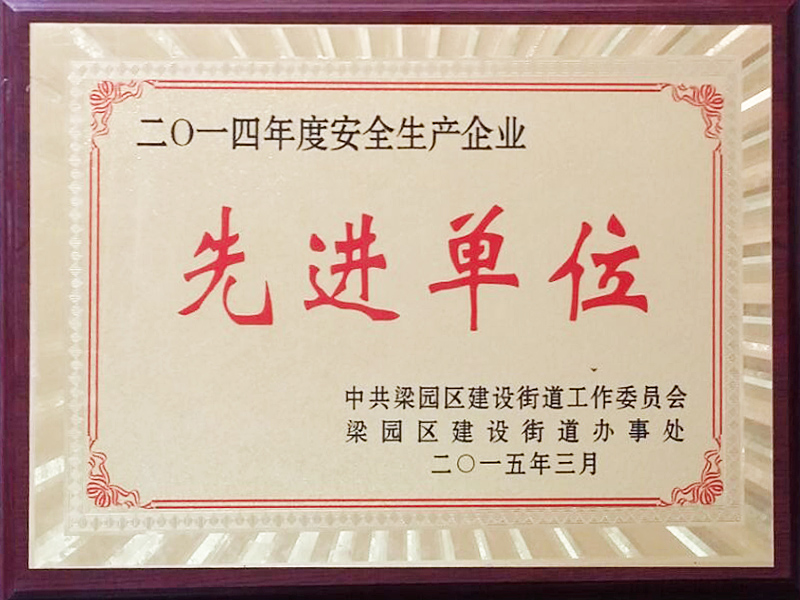 二〇一四年度安全生产企业
先进单位
中共梁园区建设街道工作委员会
梁园区建设街道办事处
二〇一五年三月